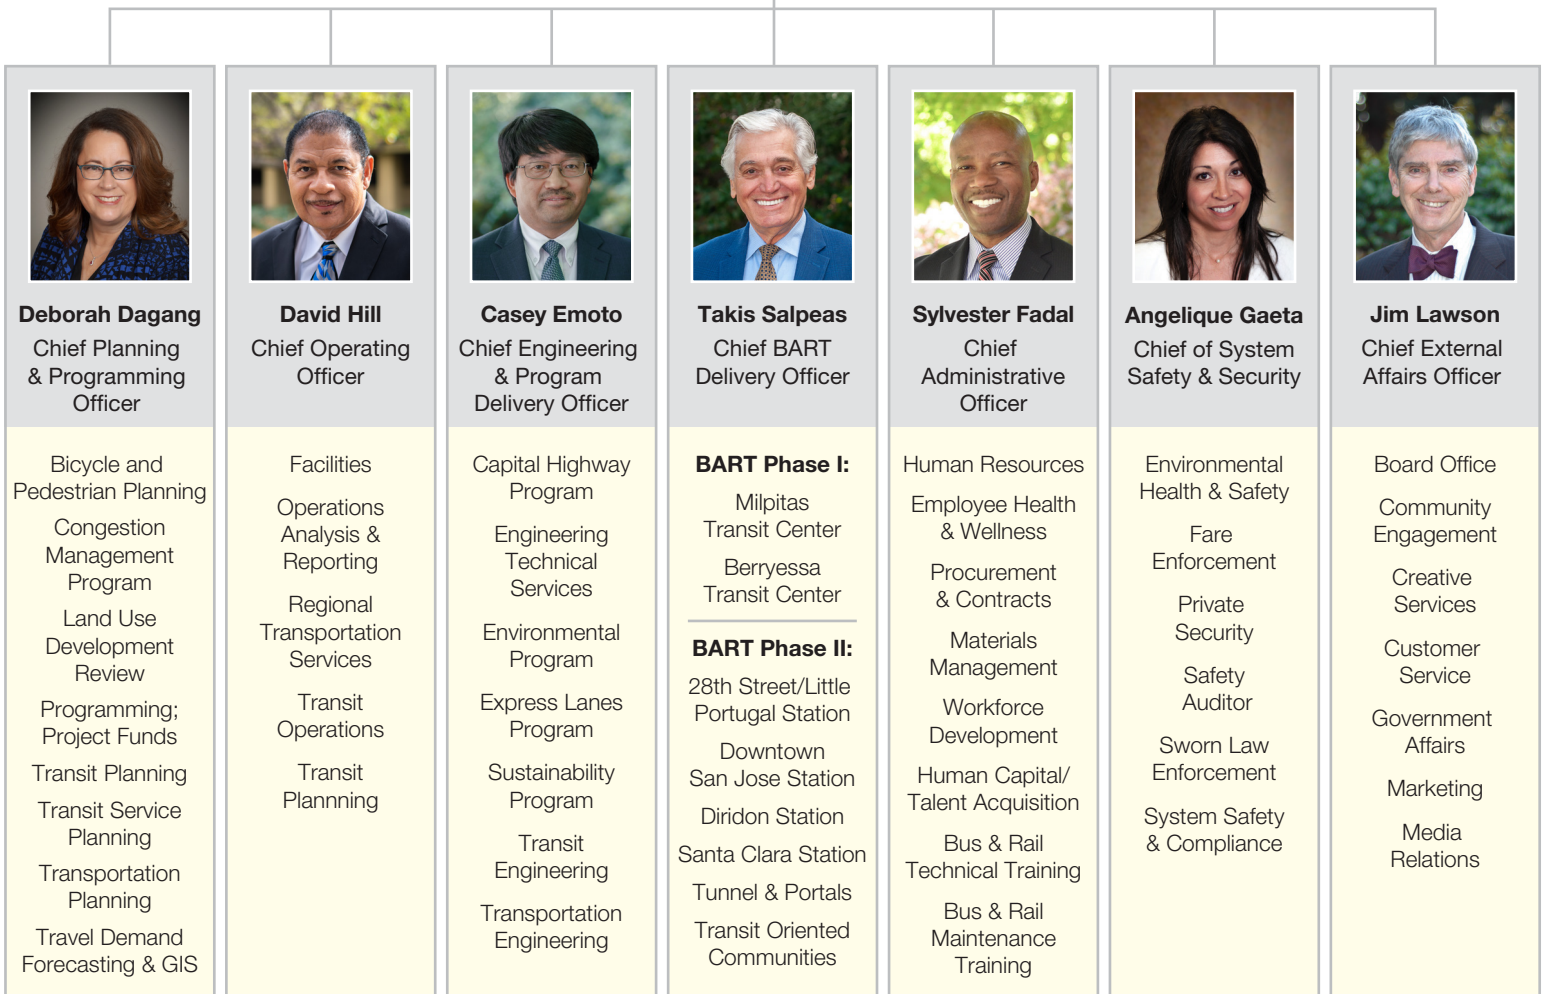 Deborah Dagang
Chief Planning
& Programming
Officer
Bicycle and
Pedestrian Planning
Congestion
Management
Program
Land Use
Development
Review
Programming;
Project Funds
Transit Planning
Transit Service
Planning
Transportation
Planning
Travel Demand
Forecasting & GIS
David Hill
Chief Operating
Officer
Facilities
Operations
Analysis &
Reporting
Regional
Transportation
Services
Transit
Operations
Transit
Plannning
Casey Emoto
Chief Engineering
& Program
Delivery Officer
Capital Highway
Program
Engineering
Technical
Services
Environmental
Program
Express Lanes
Program
Sustainability
Program
Transit
Engineering
Transportation
Engineering
Takis Salpeas
Chief BART
Delivery Officer
BART Phase I:
Milpitas
Transit Center
Berryessa
Transit Center
BART Phase II:
28th Street/Little
Portugal Station
Downtown
San Jose Station
Diridon Station
Santa Clara Station
Tunnel & Portals
Transit Oriented
Communities
Sylvester Fadal
Chief
Administrative
Officer
Human Resources
Employee Health
& Wellness
Procurement
& Contracts
Materials
Management
Workforce
Development
Human Capital/
Talent Acquisition
Bus & Rail
Technical Training
Bus & Rail
Maintenance
Training
Angelique Gaeta
Chief of System
Safety & Security
Environmental
Health & Safety
Fare
Enforcement
Private
Security
Safety
Auditor
Sworn Law
Enforcement
System Safety
& Compliance
Jim Lawson
Chief External
Affairs Officer
Board Office
Community
Engagement
Creative
Services
Customer
Service
Government
Affairs
Marketing
Media
Relations